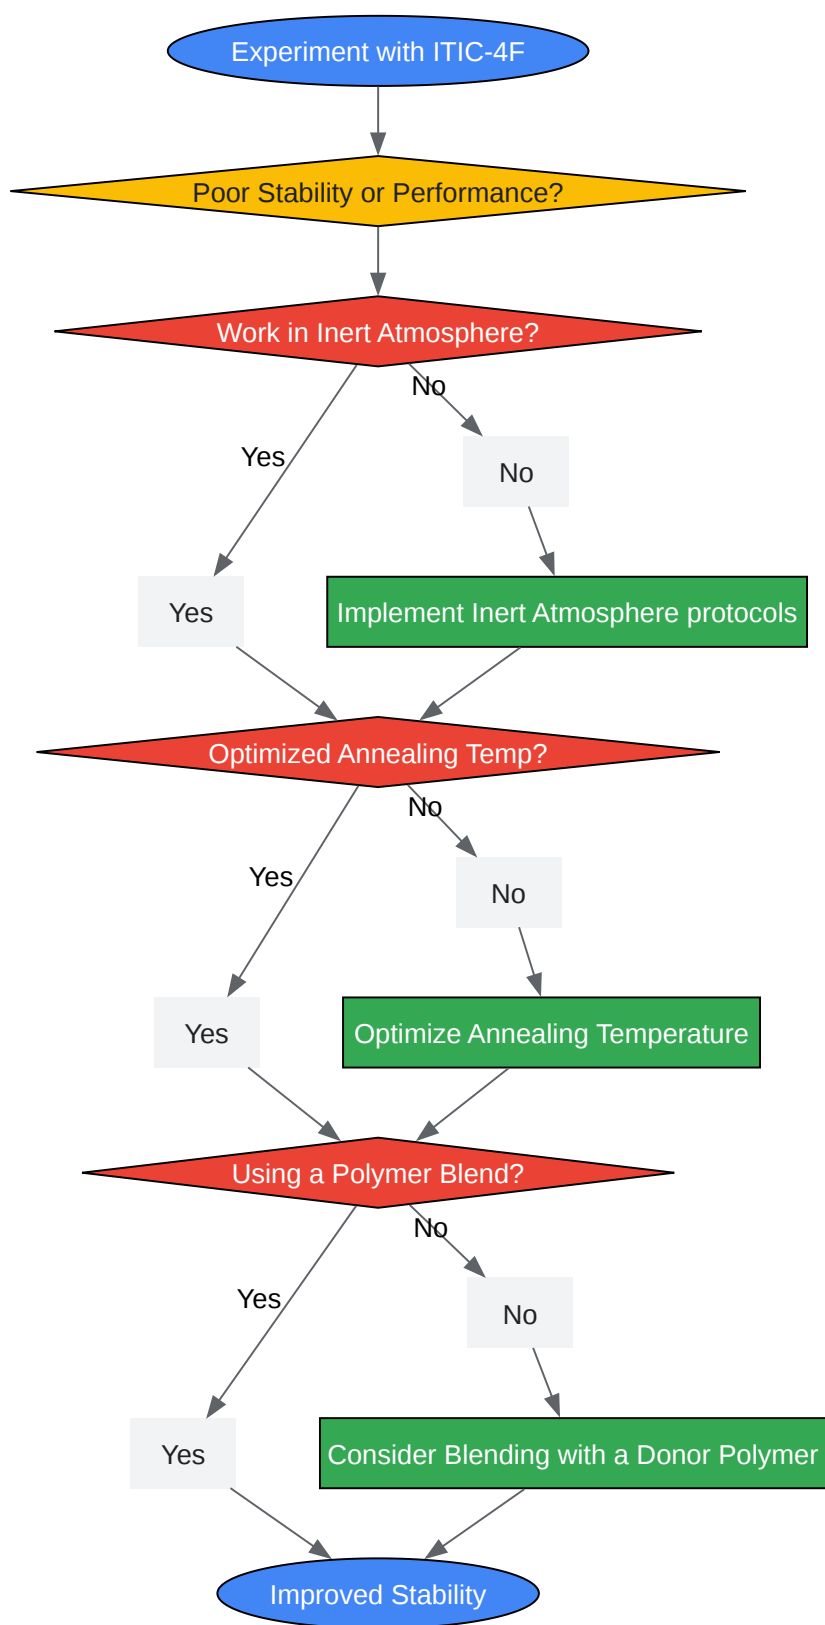 Experiment with ITIC-4F
Poor Stability or Performance?
Work in Inert Atmosphere?
No
Yes
No
Yes
Implement Inert Atmosphere protocols
Optimized Annealing Temp?
No
Yes
No
Yes
Optimize Annealing Temperature
Using a Polymer Blend?
No
Yes
No
Yes
Consider Blending with a Donor Polymer
Improved Stability